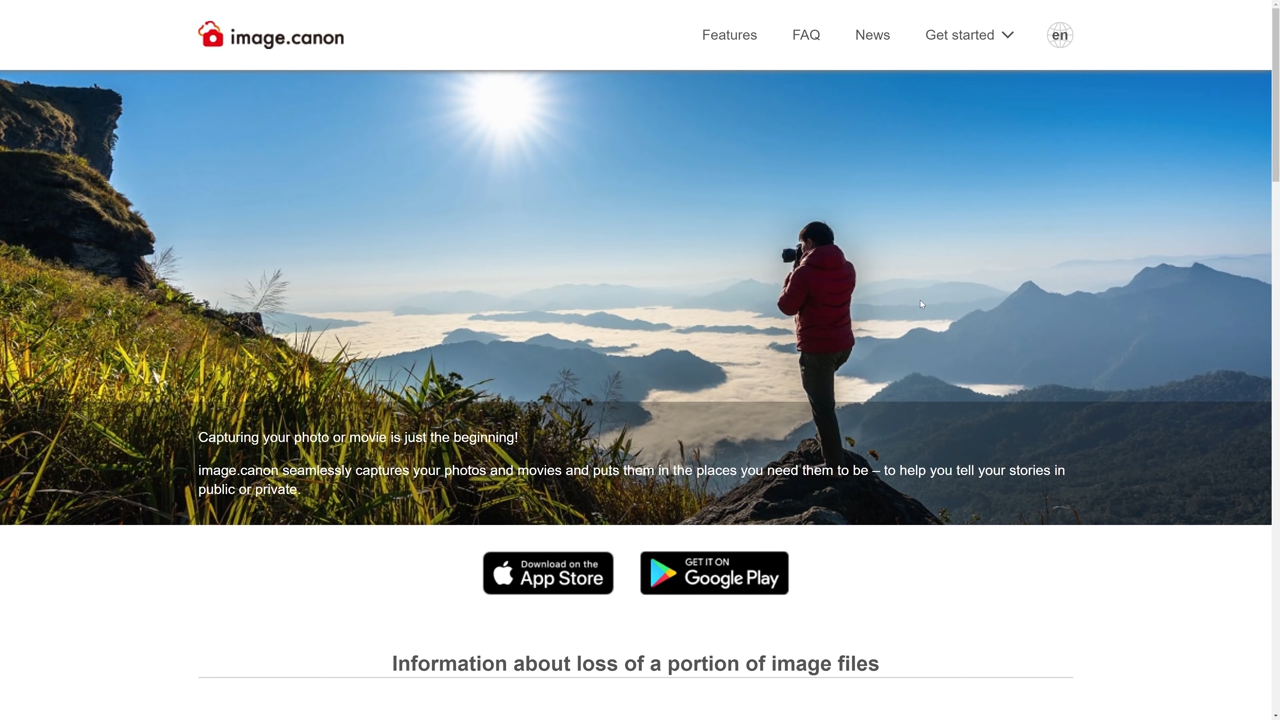 image.canon
Features
FAQ
News
Get started
en
Capturing your photo or movie is just the beginning!
image.canon seamlessly captures your photos and movies and puts them in the places you need them to be – to help you tell your stories in
public or private.
Download on the
App Store
GET IT ON
Google Play
Information about loss of a portion of image files